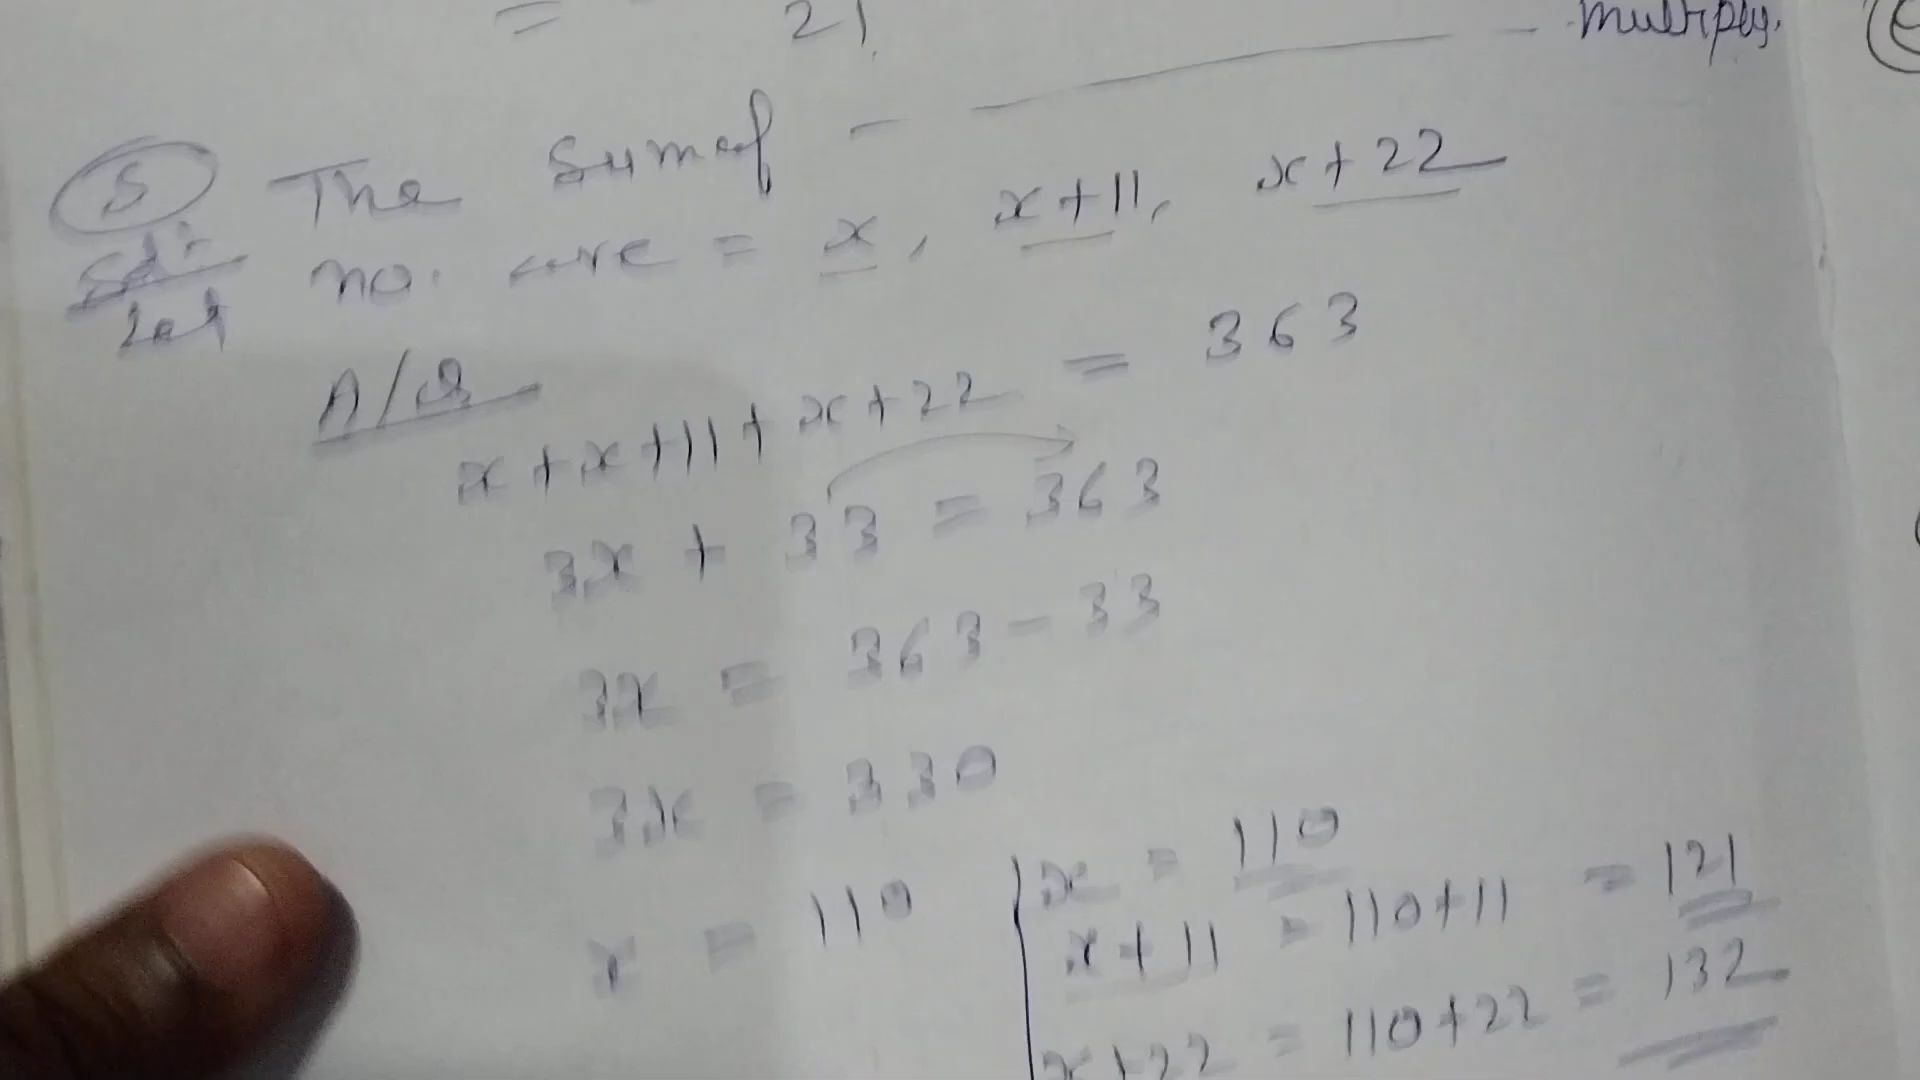 = 21
multiply.
5 The sum of
Sol:
Let no. are = x, x+11, x+22
A/Q
x+x+11+x+22 = 363
3x + 33 = 363
3x = 363-33
3x = 330
x = 110
x = 110
x+11 = 110+11 = 121
x+22 = 110+22 = 132